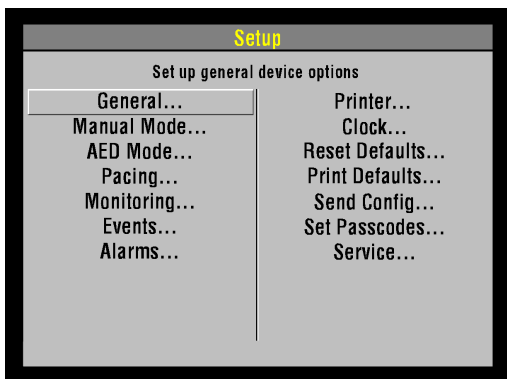 Setup
Set up general device options
General...
Manual Mode...
AED Mode...
Pacing...
Monitoring...
Events...
Alarms...
Printer...
Clock...
Reset Defaults...
Print Defaults...
Send Config...
Set Passcodes...
Service...